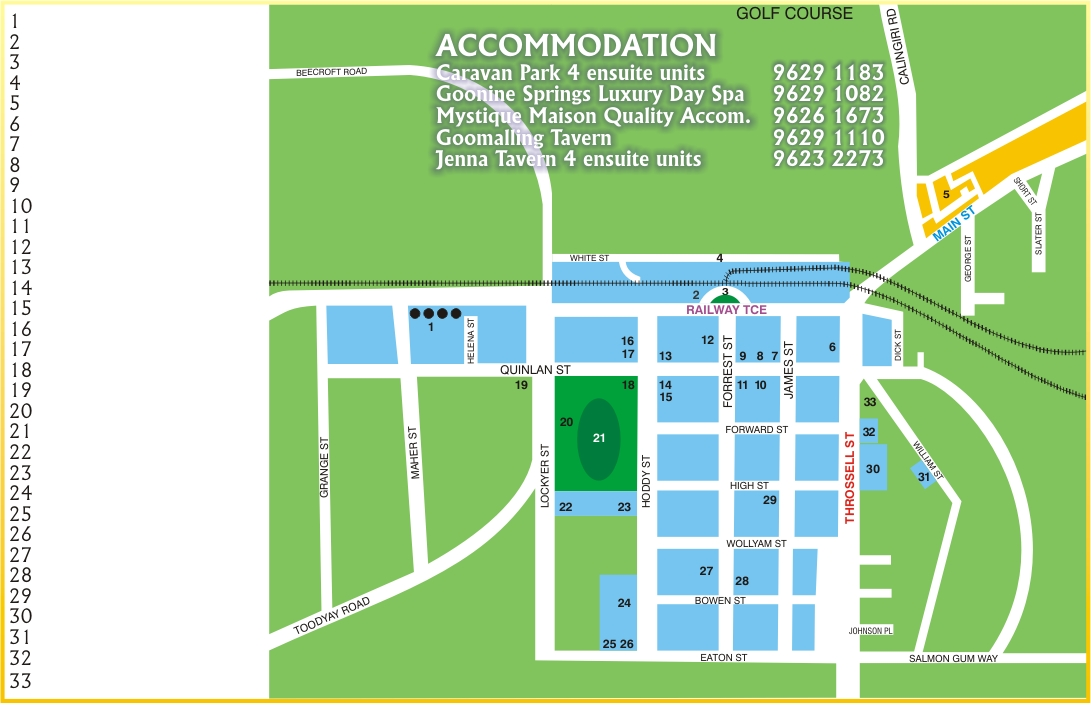 1
2
3
4
5
6
7
8
9
10
11
12
13
14
15
16
17
18
19
20
21
22
23
24
25
26
27
28
29
30
31
32
33
GOLF COURSE
ACCOMMODATION
Caravan Park 4 ensuite units 9629 1183
Goonine Springs Luxury Day Spa 9629 1082
Mystique Maison Quality Accom. 9626 1673
Goomalling Tavern 9629 1110
Jenna Tavern 4 ensuite units 9623 2273
BEECROFT ROAD
CALINGIRI RD
5
SHORT ST
MAIN ST
SLATER ST
GEORGE ST
WHITE ST
4
2
3
RAILWAY TCE
1
HELENA ST
16
17
13
12
9 8 7
6
FORREST ST
JAMES ST
DICK ST
QUINLAN ST
19
18
14
15
11 10
33
20
21
FORWARD ST
32
GRANGE ST
MAHER ST
LOCKYER ST
HODDY ST
THROSSELL ST
30
31
WILLIAM ST
HIGH ST
22
23
29
WOLLYAM ST
27
28
BOWEN ST
24
25 26
TOODYAY ROAD
JOHNSON PL
EATON ST
SALMON GUM WAY